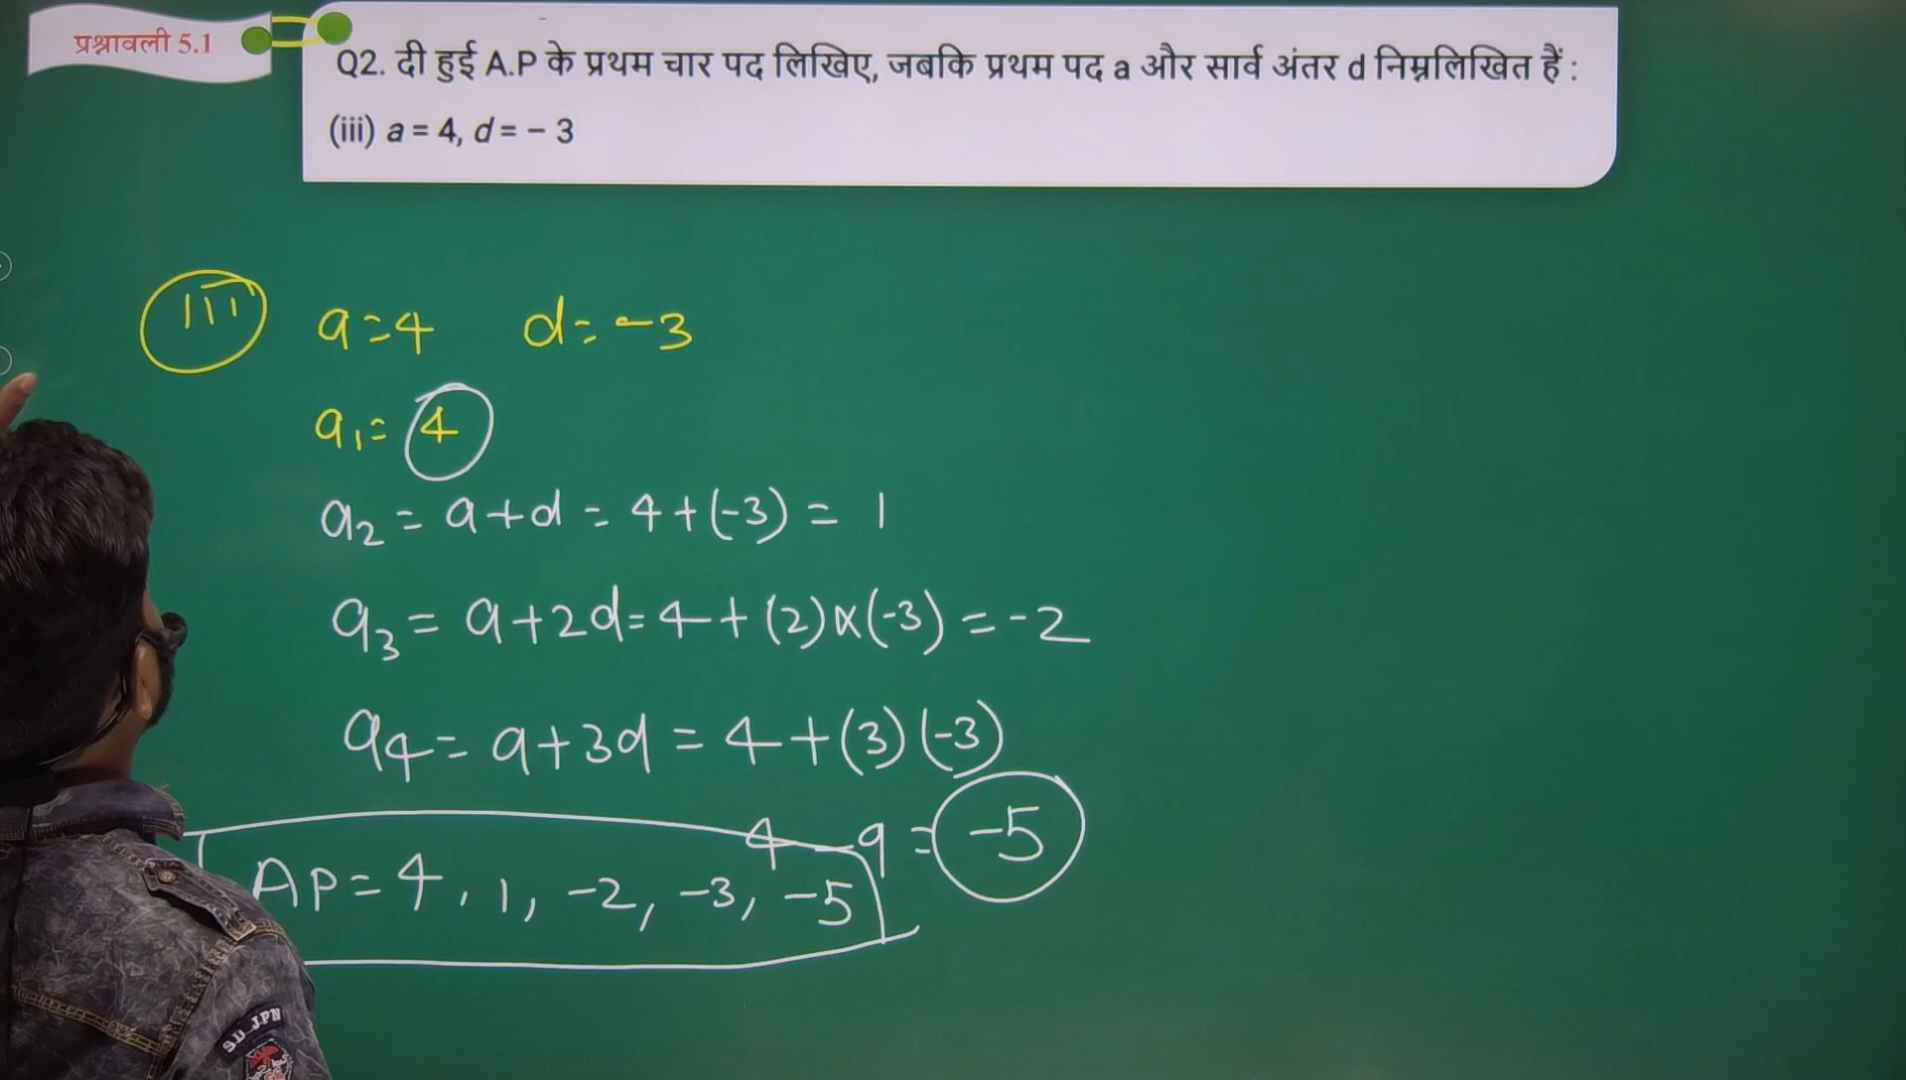 प्रश्नावली 5.1
Q2. दी हुई A.P के प्रथम चार पद लिखिए, जबकि प्रथम पद a और सार्व अंतर d निम्नलिखित हैं :
(iii) a = 4, d = – 3
III a=4 d=-3
a₁= 4
a₂ = a+d = 4+(-3) = 1
a₃ = a+2d= 4+(2)×(-3) = -2
a₄ = a+3d = 4+(3)(-3)
4-9 = -5
AP = 4, 1, -2, -3, -5
S.D. JPN